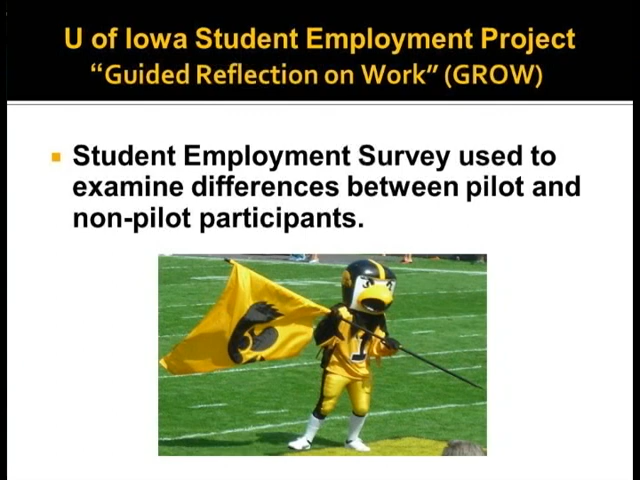 U of Iowa Student Employment Project
“Guided Reflection on Work” (GROW)
Student Employment Survey used to
examine differences between pilot and
non-pilot participants.
1